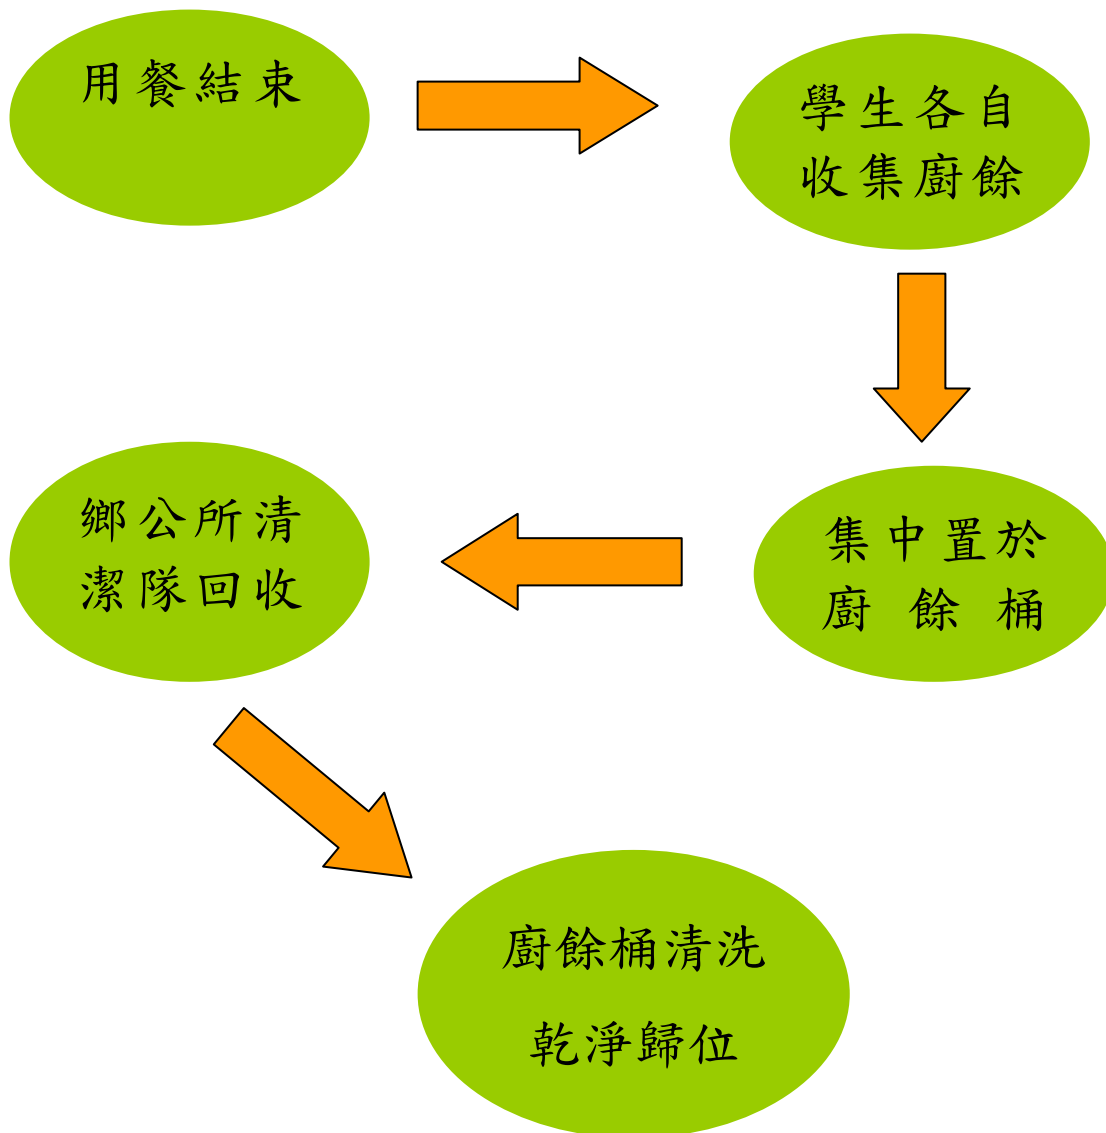 用餐結束
學生各自
收集廚餘
集中置於
廚餘桶
鄉公所清
潔隊回收
廚餘桶清洗
乾淨歸位